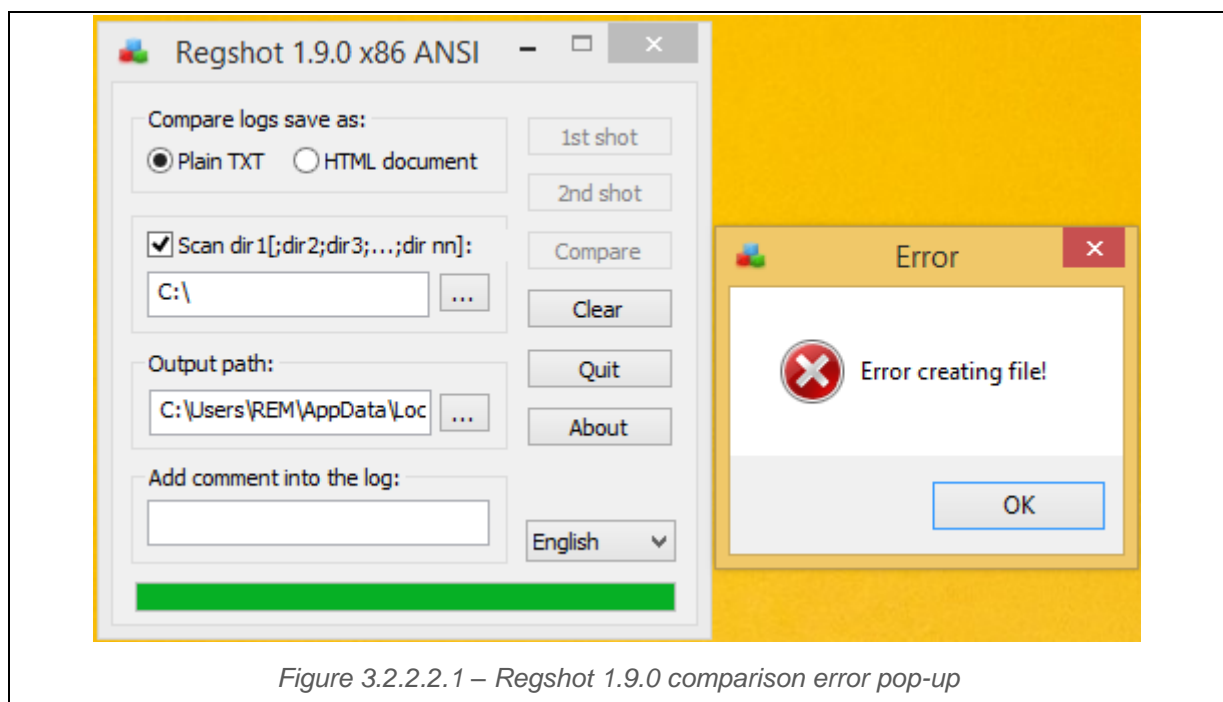 Regshot 1.9.0 x86 ANSI
Compare logs save as:
Plain TXT HTML document
1st shot
2nd shot
Scan dir1[;dir2;dir3;...;dir nn]:
C:\
...
Compare
Clear
Output path:
C:\Users\REM\AppData\Loc
...
Quit
About
Add comment into the log:
English
Error
Error creating file!
OK
Figure 3.2.2.2.1 – Regshot 1.9.0 comparison error pop-up